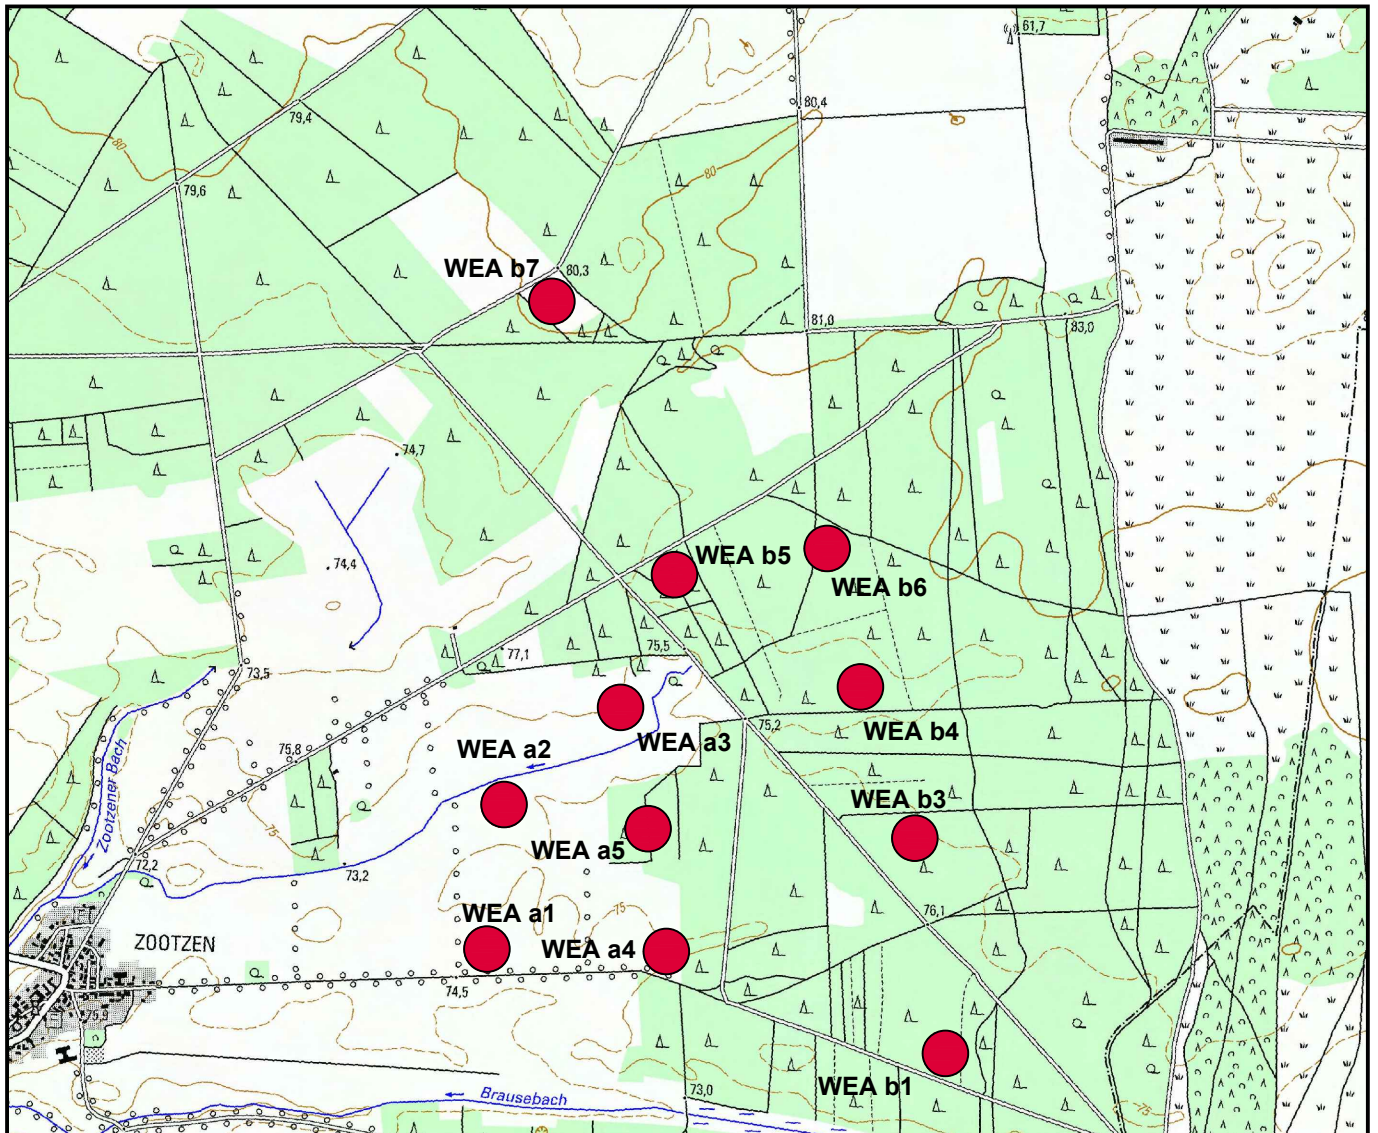 61,7
80,4
79,4
80
80
79,6
WEA b7
80,3
81,0
83,0
74,7
80
WEA b5
74,4
WEA b6
75,5
77,1
73,5
75,2
WEA b4
WEA a3
75,8
WEA a2
Zootzener Bach
WEA b3
75
WEA a5
72,2
73,2
WEA a1
75
76,1
ZOOTZEN
WEA a4
74,5
75,9
WEA b1
Brausebach
73,0
75